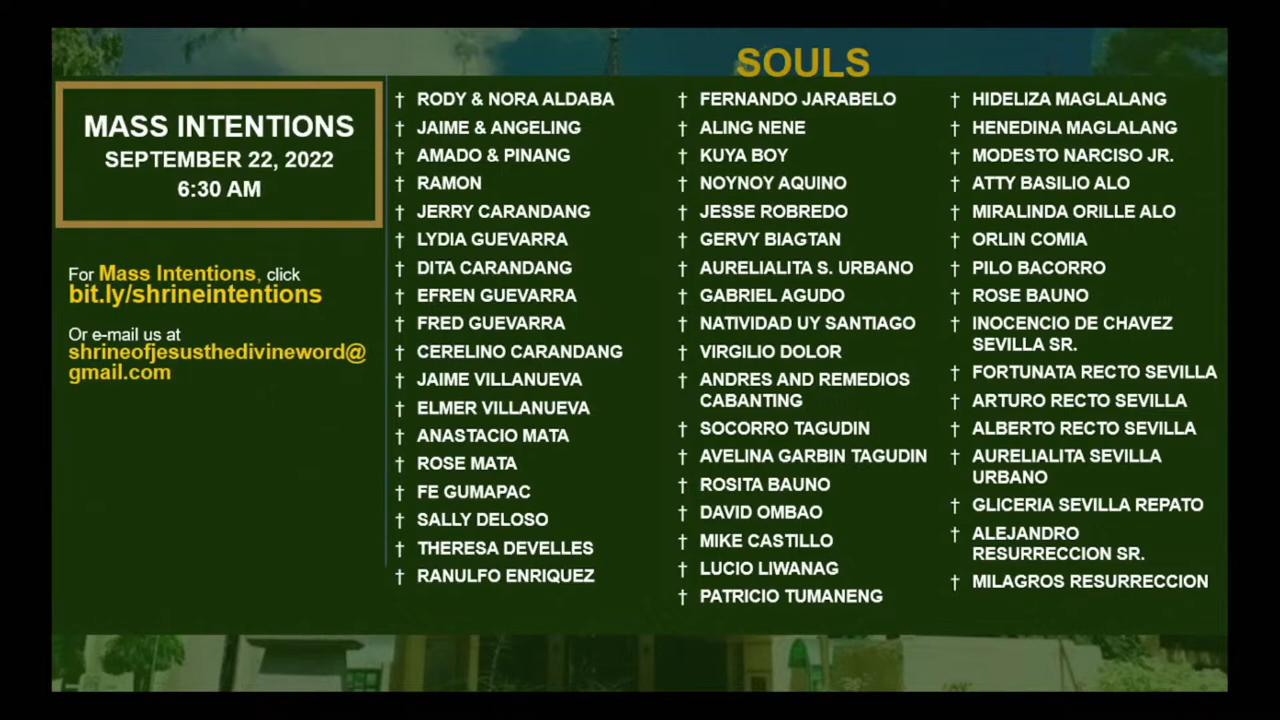 SOULS
MASS INTENTIONS
SEPTEMBER 22, 2022
6:30 AM
For Mass Intentions, click
bit.ly/shrineintentions
Or e-mail us at
shrineofjesusthedivineword@
gmail.com
† RODY & NORA ALDABA
† JAIME & ANGELING
† AMADO & PINANG
† RAMON
† JERRY CARANDANG
† LYDIA GUEVARRA
† DITA CARANDANG
† EFREN GUEVARRA
† FRED GUEVARRA
† CERELINO CARANDANG
† JAIME VILLANUEVA
† ELMER VILLANUEVA
† ANASTACIO MATA
† ROSE MATA
† FE GUMAPAC
† SALLY DELOSO
† THERESA DEVELLES
† RANULFO ENRIQUEZ
† FERNANDO JARABELO
† ALING NENE
† KUYA BOY
† NOYNOY AQUINO
† JESSE ROBREDO
† GERVY BIAGTAN
† AURELIALITA S. URBANO
† GABRIEL AGUDO
† NATIVIDAD UY SANTIAGO
† VIRGILIO DOLOR
† ANDRES AND REMEDIOS
CABANTING
† SOCORRO TAGUDIN
† AVELINA GARBIN TAGUDIN
† ROSITA BAUNO
† DAVID OMBAO
† MIKE CASTILLO
† LUCIO LIWANAG
† PATRICIO TUMANENG
† HIDELIZA MAGLALANG
† HENEDINA MAGLALANG
† MODESTO NARCISO JR.
† ATTY BASILIO ALO
† MIRALINDA ORILLE ALO
† ORLIN COMIA
† PILO BACORRO
† ROSE BAUNO
† INOCENCIO DE CHAVEZ
SEVILLA SR.
† FORTUNATA RECTO SEVILLA
† ARTURO RECTO SEVILLA
† ALBERTO RECTO SEVILLA
† AURELIALITA SEVILLA
URBANO
† GLICERIA SEVILLA REPATO
† ALEJANDRO
RESURRECCION SR.
† MILAGROS RESURRECCION